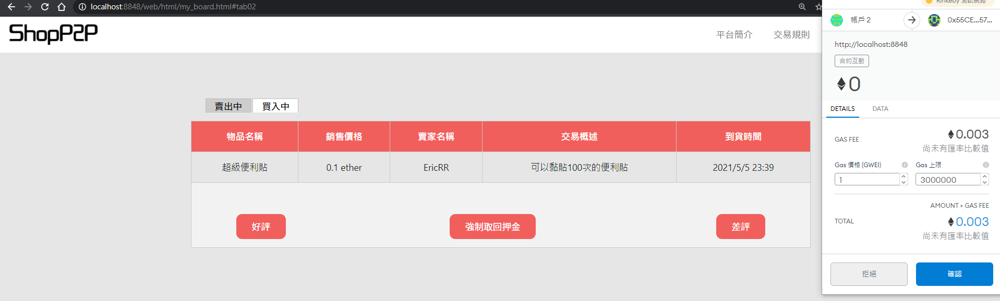 localhost:8848/web/html/my_board.html#tab02
ShopP2P
平台簡介 交易規則
賣出中 買入中
物品名稱 銷售價格 賣家名稱 交易概述 到貨時間
超級便利貼 0.1 ether EricRR 可以黏貼100次的便利貼 2021/5/5 23:39
好評 強制取回押金 差評
Rinkeby 測試網路
帳戶 2 0x55CE...57...
http://localhost:8848
合約互動
0
DETAILS DATA
GAS FEE 0.003
尚未有匯率比較值
Gas 價格 (GWEI) Gas 上限
1 3000000
AMOUNT + GAS FEE
TOTAL 0.003
尚未有匯率比較值
拒絕 確認